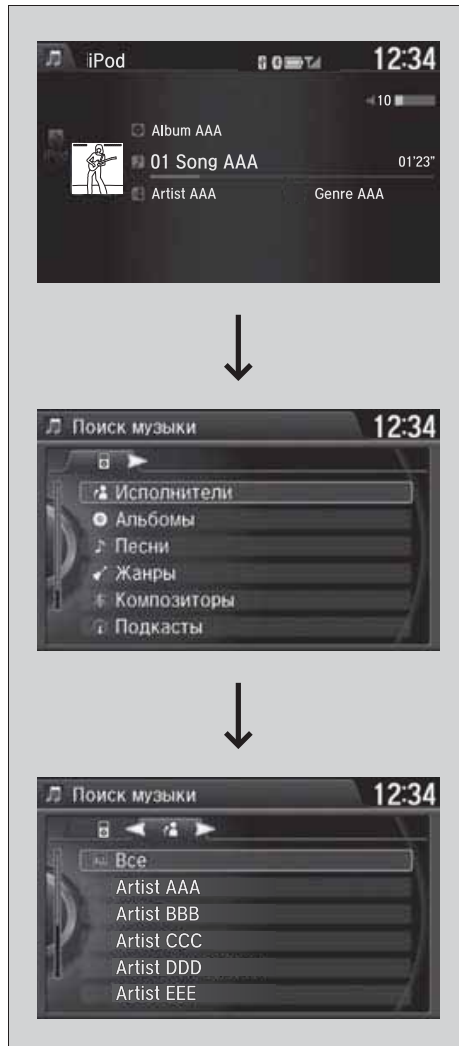 iPod 12:34
10
Album AAA
01 Song AAA 01'23"
Artist AAA Genre AAA
Поиск музыки 12:34
Исполнители
Альбомы
Песни
Жанры
Композиторы
Подкасты
Поиск музыки 12:34
Все
Artist AAA
Artist BBB
Artist CCC
Artist DDD
Artist EEE